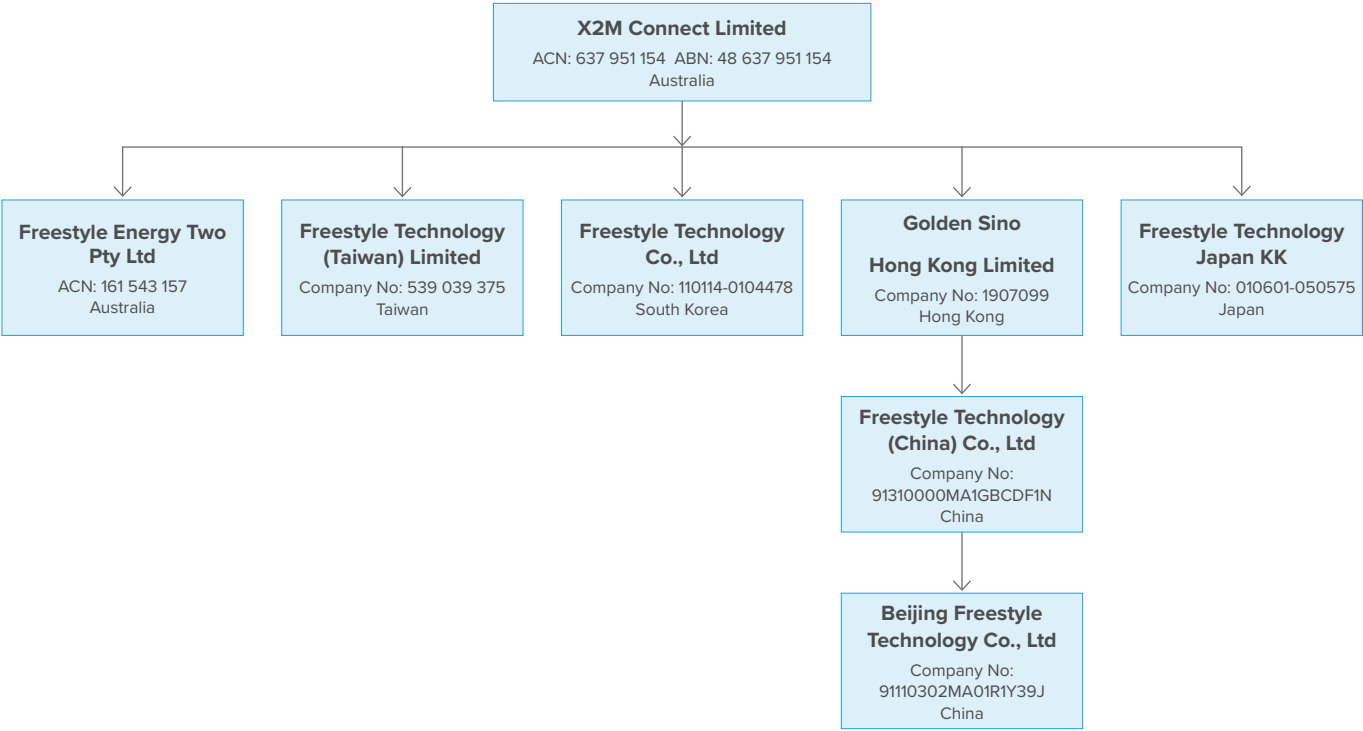 X2M Connect Limited
ACN: 637 951 154 ABN: 48 637 951 154
Australia
Freestyle Energy Two
Pty Ltd
ACN: 161 543 157
Australia
Freestyle Technology
(Taiwan) Limited
Company No: 539 039 375
Taiwan
Freestyle Technology
Co., Ltd
Company No: 110114-0104478
South Korea
Golden Sino
Hong Kong Limited
Company No: 1907099
Hong Kong
Freestyle Technology
Japan KK
Company No: 010601-050575
Japan
Freestyle Technology
(China) Co., Ltd
Company No:
91310000MA1GBCDF1N
China
Beijing Freestyle
Technology Co., Ltd
Company No:
91110302MA01R1Y39J
China